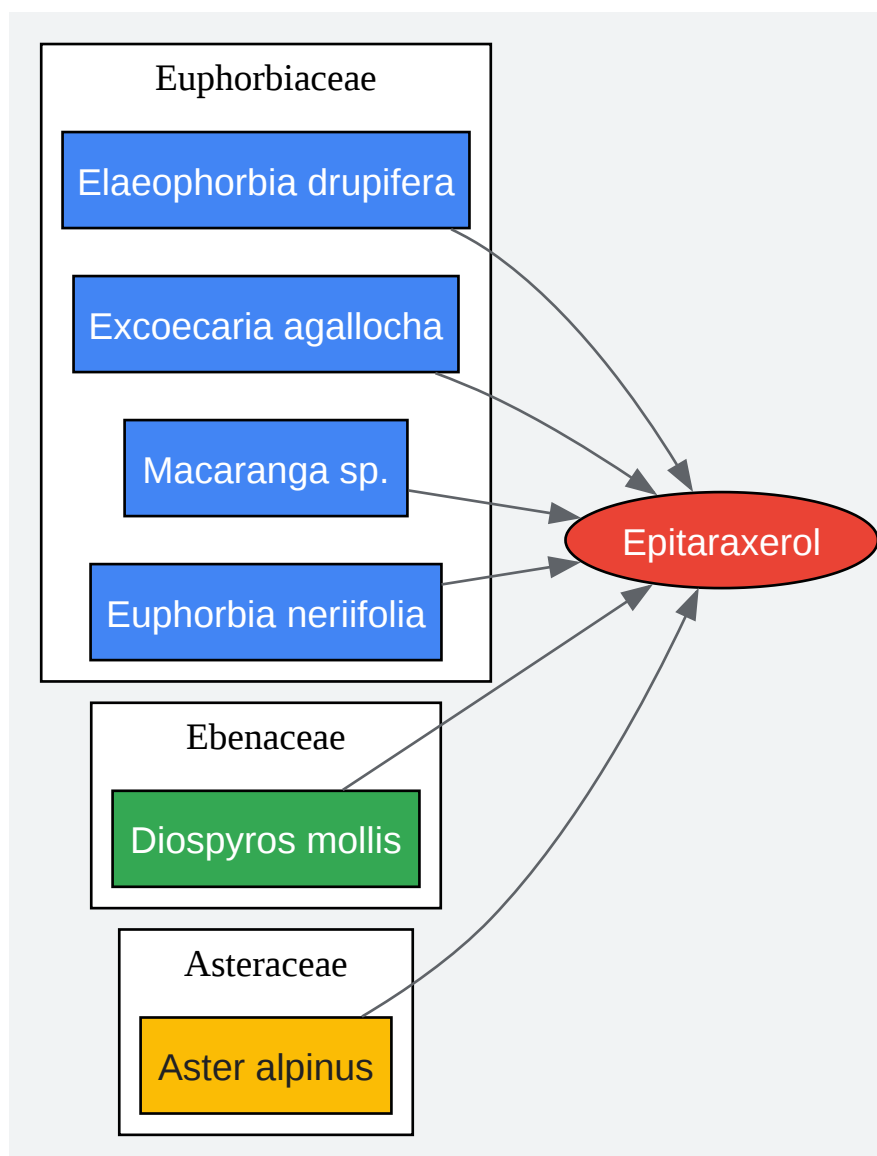 Euphorbiaceae
Elaeophorbia drupifera
Excoecaria agallocha
Macaranga sp.
Epitaraxerol
Euphorbia neriifolia
Ebenaceae
Diospyros mollis
Asteraceae
Aster alpinus